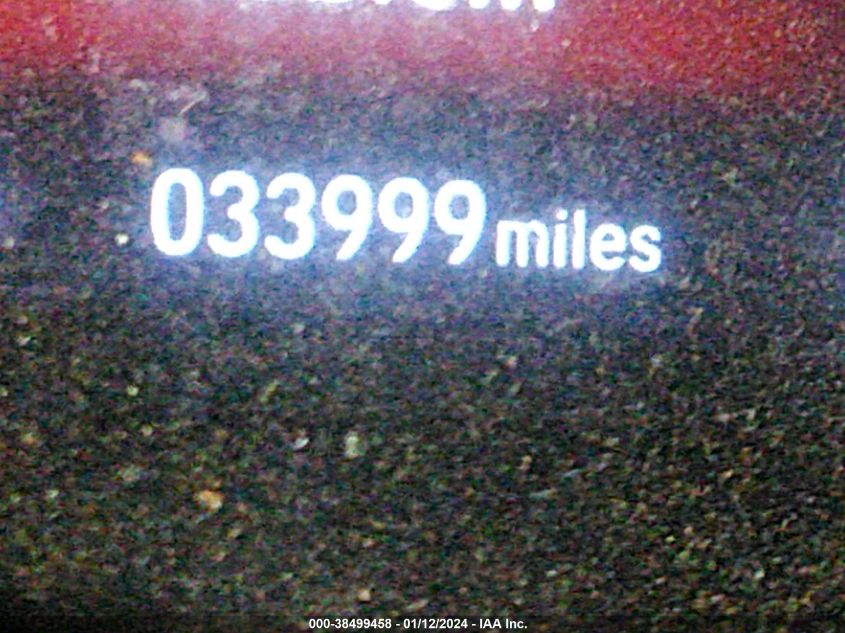 033999 miles
000-38499458 - 01/12/2024 - IAA Inc.